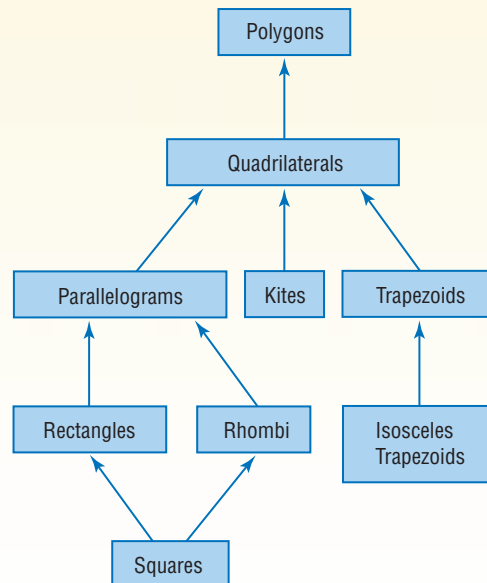 Polygons
Quadrilaterals
Parallelograms
Kites
Trapezoids
Rectangles
Rhombi
Isosceles
Trapezoids
Squares